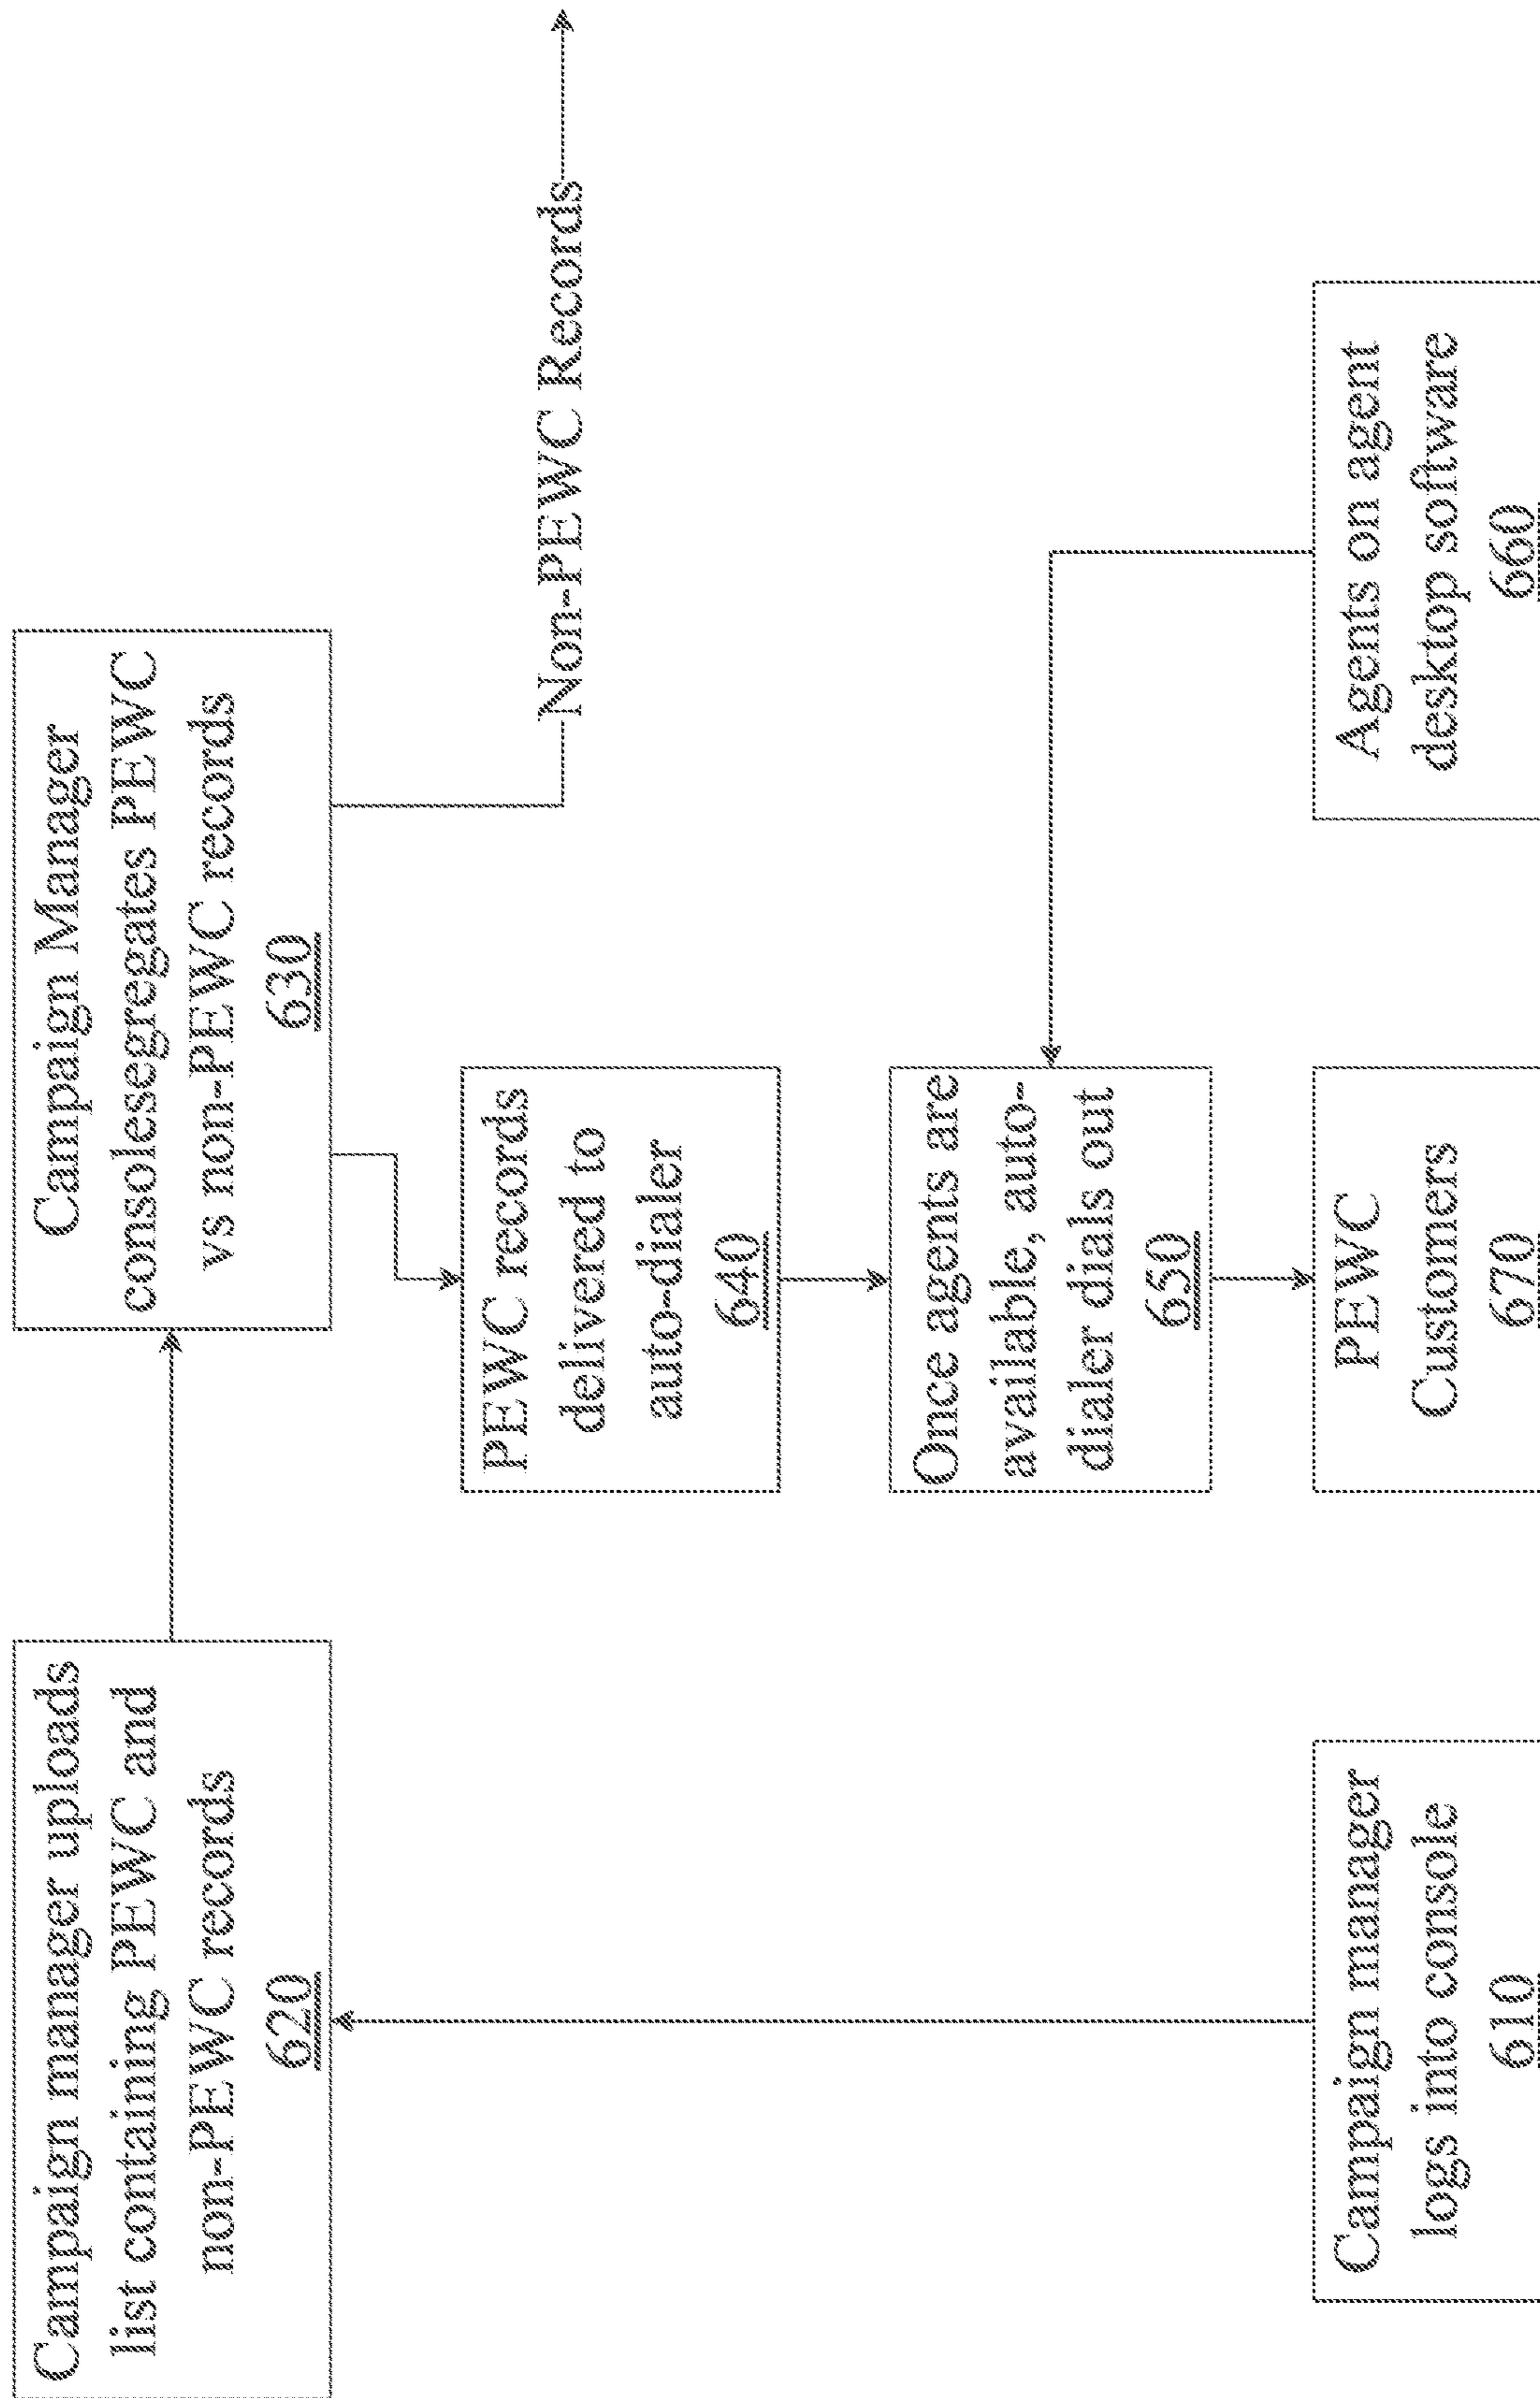 Campaign manager uploads
list containing PEWC and
non-PEWC records
620
Campaign Manager
consolesegregates PEWC
vs non-PEWC records
630
PEWC records
delivered to
auto-dialer
640
Non-PEWC Records
Once agents are
available, auto-
dialer dials out
650
Campaign manager
logs into console
610
PEWC
Customers
670
Agents on agent
desktop software
660